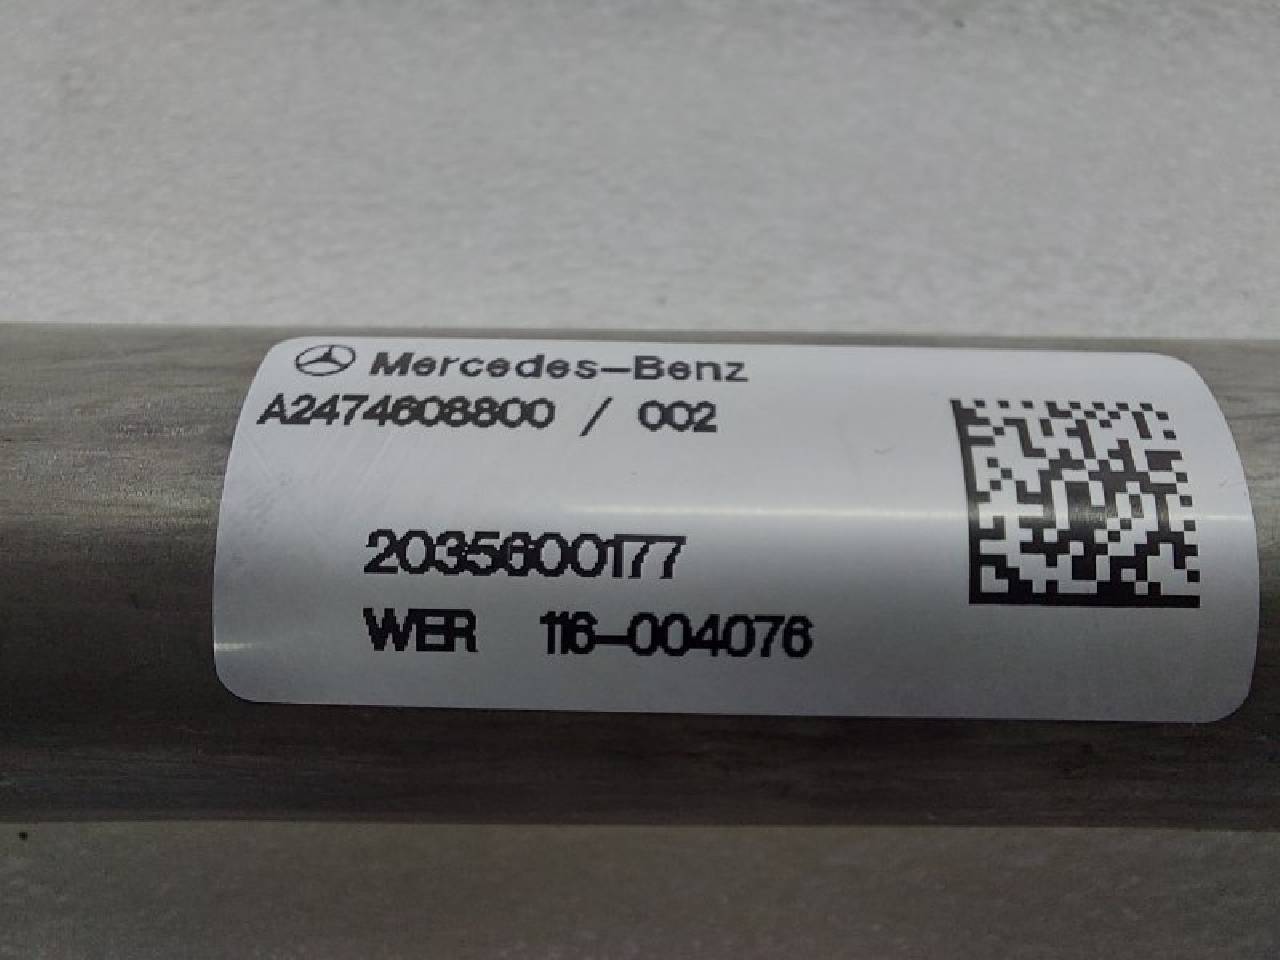 Mercedes-Benz
A2474608800 / 002
2035600177
WER 116-004076